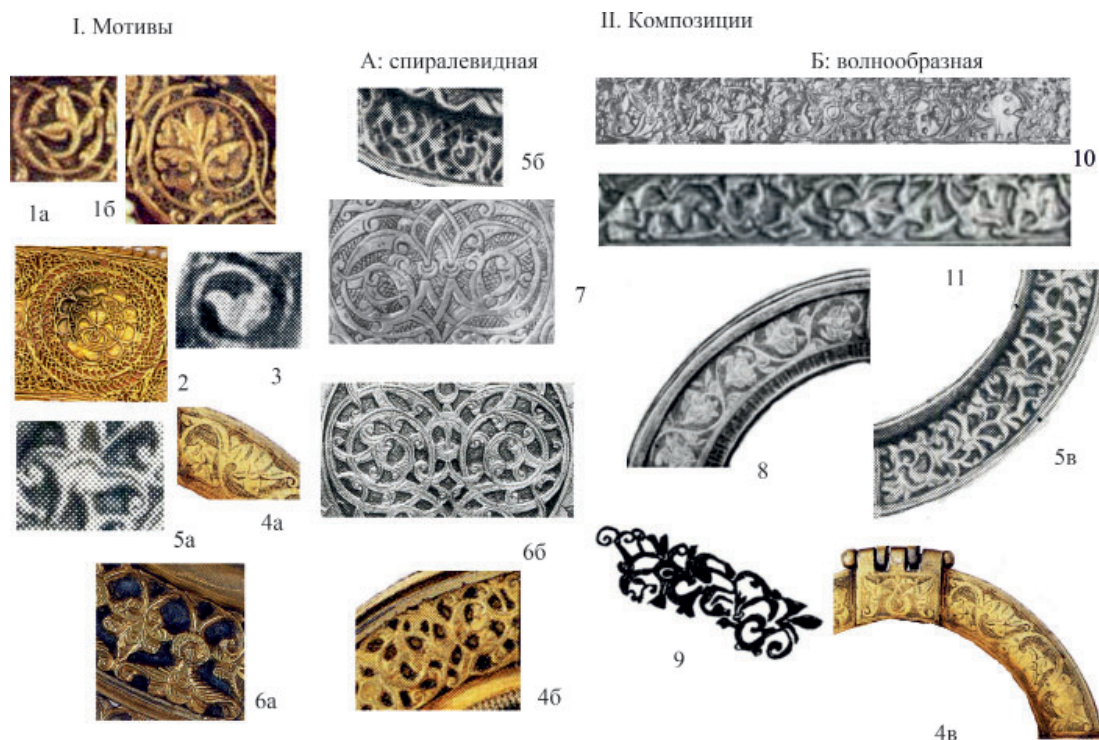 I. Мотивы
II. Композиции
А: спиралевидная
Б: волнообразная
1а
1б
5б
10
2
3
7
11
5а
4а
8
5в
6б
9
6а
4б
4в